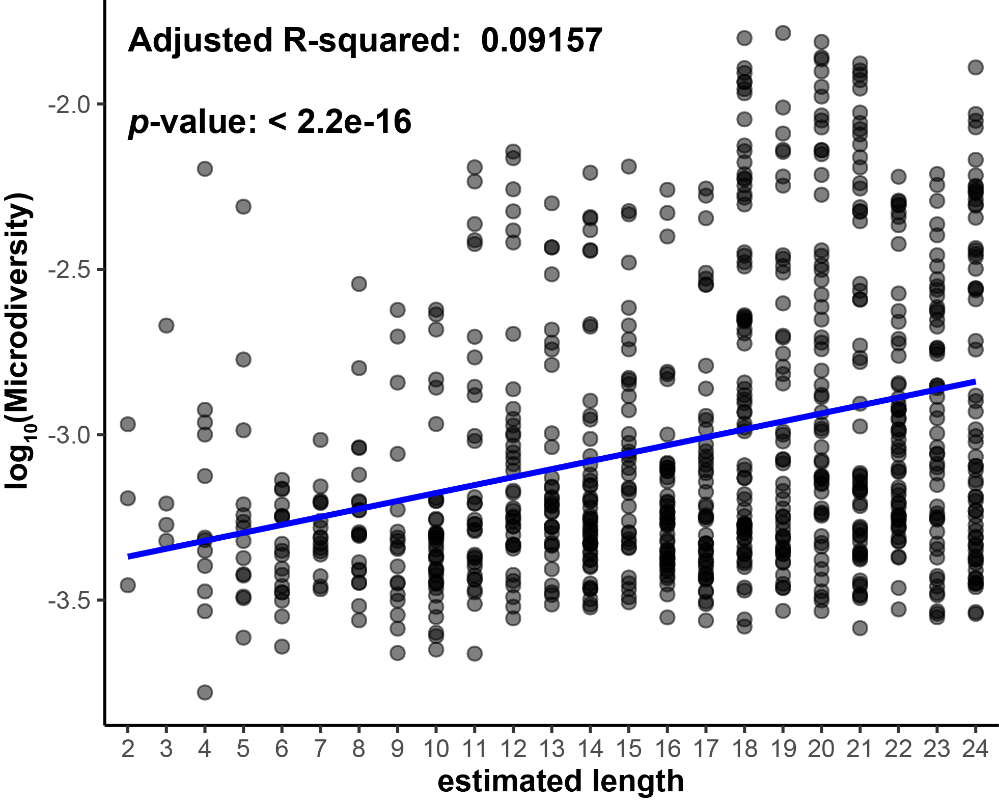 Adjusted R-squared: 0.09157
p-value: < 2.2e-16
log10(Microdiversity)
-2.0
-2.5
-3.0
-3.5
2 3 4 5 6 7 8 9 10 11 12 13 14 15 16 17 18 19 20 21 22 23 24
estimated length